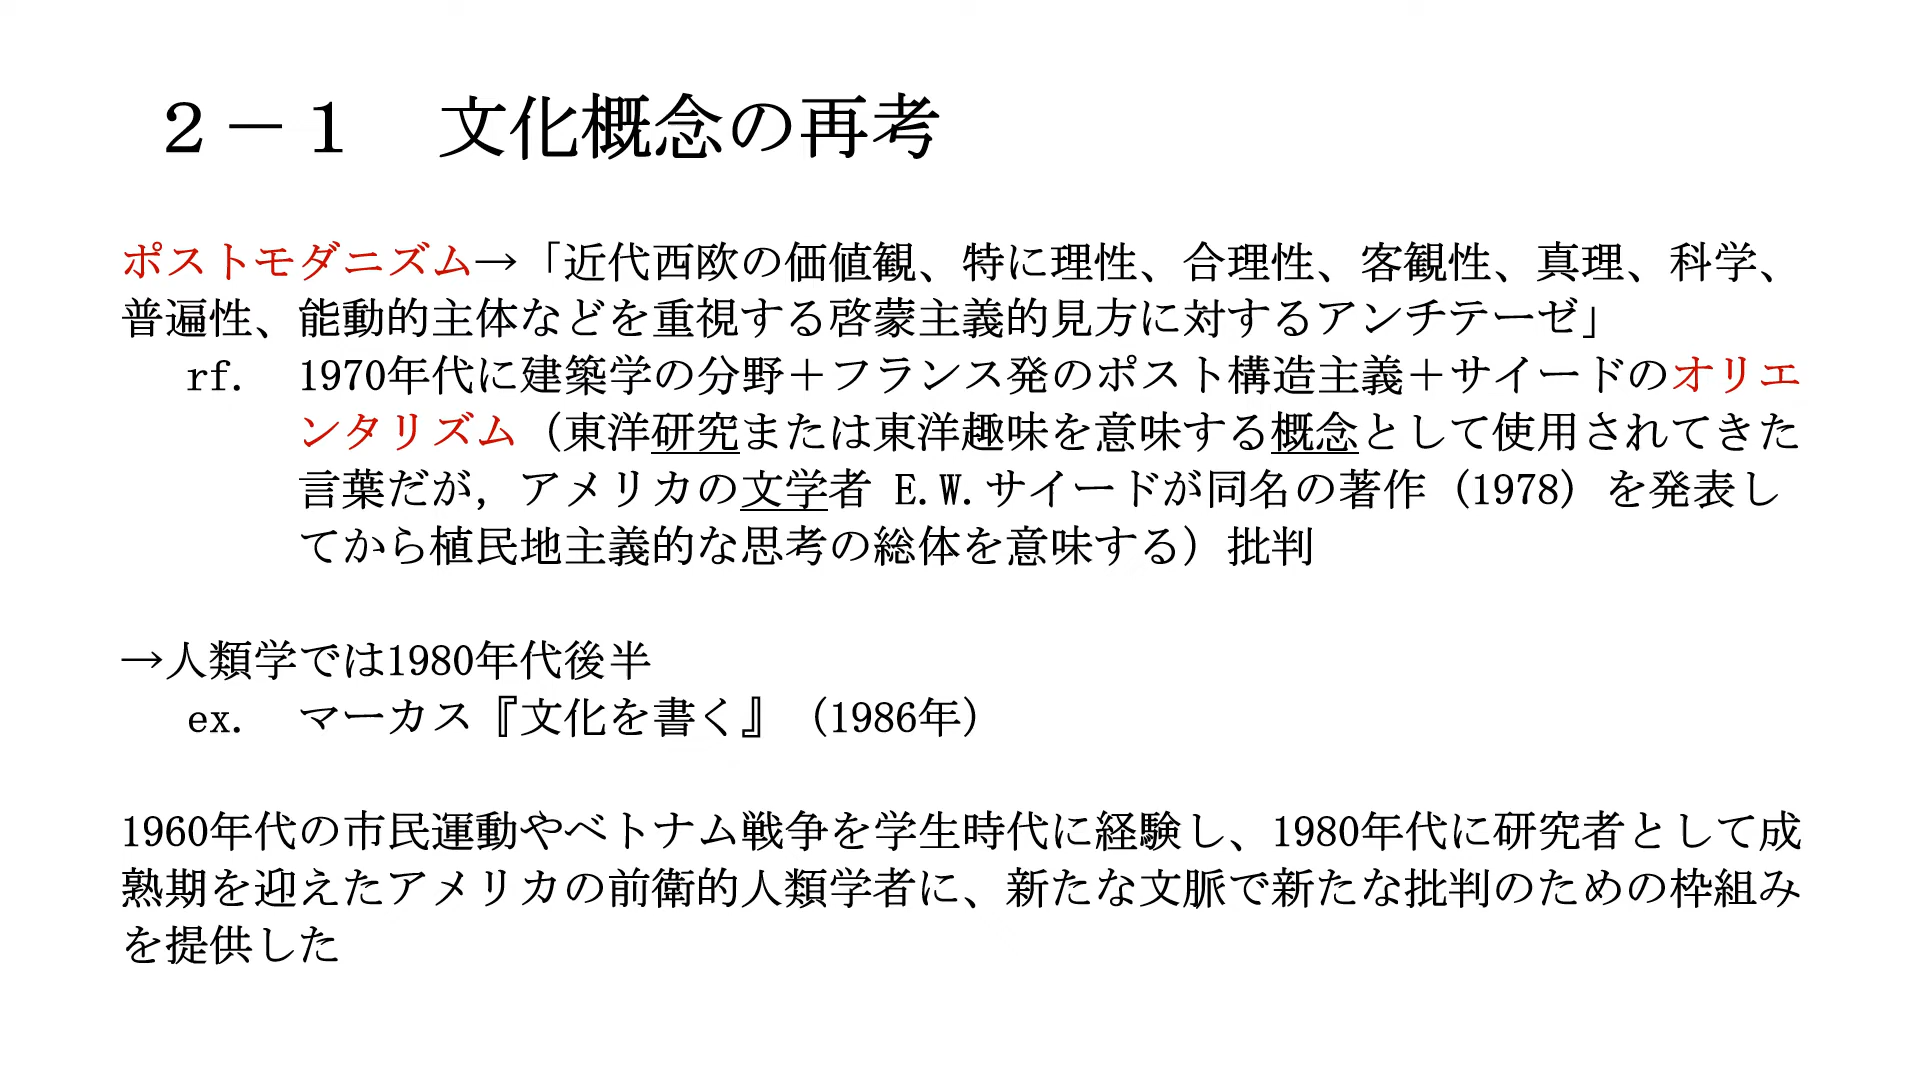 ２－１　文化概念の再考
ポストモダニズム→「近代西欧の価値観、特に理性、合理性、客観性、真理、科学、
普遍性、能動的主体などを重視する啓蒙主義的見方に対するアンチテーゼ」
rf.　1970年代に建築学の分野＋フランス発のポスト構造主義＋サイードのオリエ
ンタリズム（東洋研究または東洋趣味を意味する概念として使用されてきた
言葉だが，アメリカの文学者 E.W.サイードが同名の著作（1978）を発表し
てから植民地主義的な思考の総体を意味する）批判
→人類学では1980年代後半
ex.　マーカス『文化を書く』（1986年）
1960年代の市民運動やベトナム戦争を学生時代に経験し、1980年代に研究者として成
熟期を迎えたアメリカの前衛的人類学者に、新たな文脈で新たな批判のための枠組み
を提供した